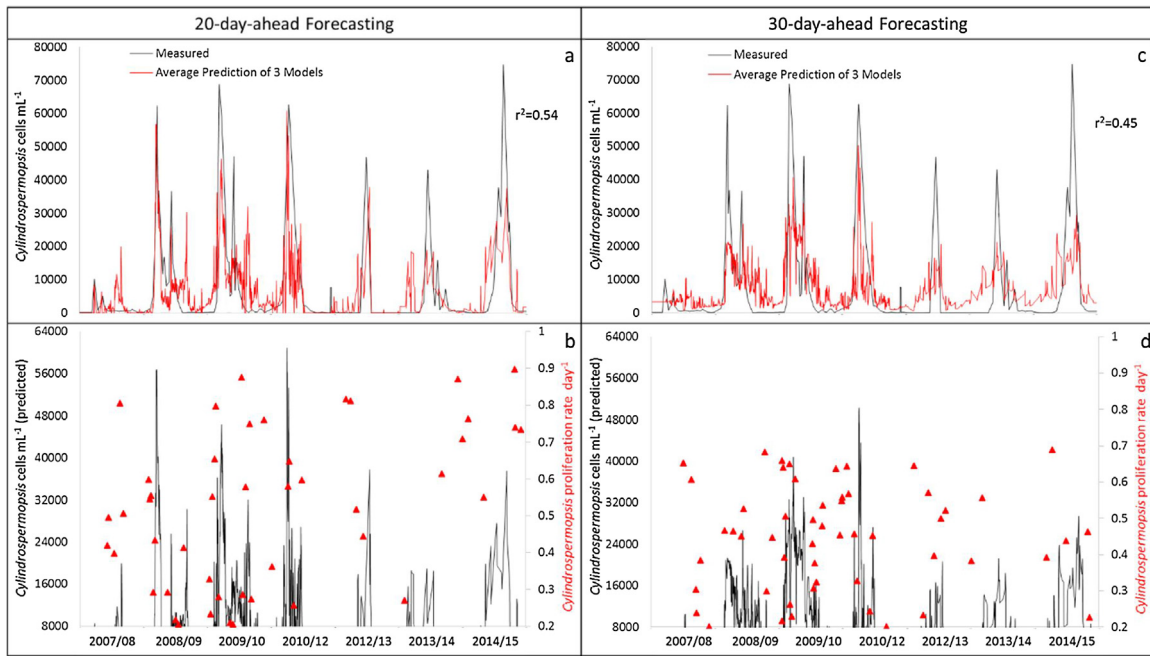 20-day-ahead Forecasting
30-day-ahead Forecasting
80000
70000
60000
50000
40000
30000
20000
10000
0
Cylindrospermopsis cells mL-1
Measured
Average Prediction of 3 Models
a
r²=0.54
80000
70000
60000
50000
40000
30000
20000
10000
0
Cylindrospermopsis cells mL-1
Measured
Average Prediction of 3 Models
c
r²=0.45
64000
56000
48000
40000
32000
24000
16000
8000
Cylindrospermopsis cells mL-1 (predicted)
b
1
0.9
0.8
0.7
0.6
0.5
0.4
0.3
0.2
Cylindrospermopsis proliferation rate day-1
2007/08 2008/09 2009/10 2010/12 2012/13 2013/14 2014/15
64000
56000
48000
40000
32000
24000
16000
8000
Cylindrospermopsis cells mL-1 (predicted)
d
1
0.9
0.8
0.7
0.6
0.5
0.4
0.3
0.2
Cylindrospermopsis proliferation rate day-1
2007/08 2008/09 2009/10 2010/12 2012/13 2013/14 2014/15